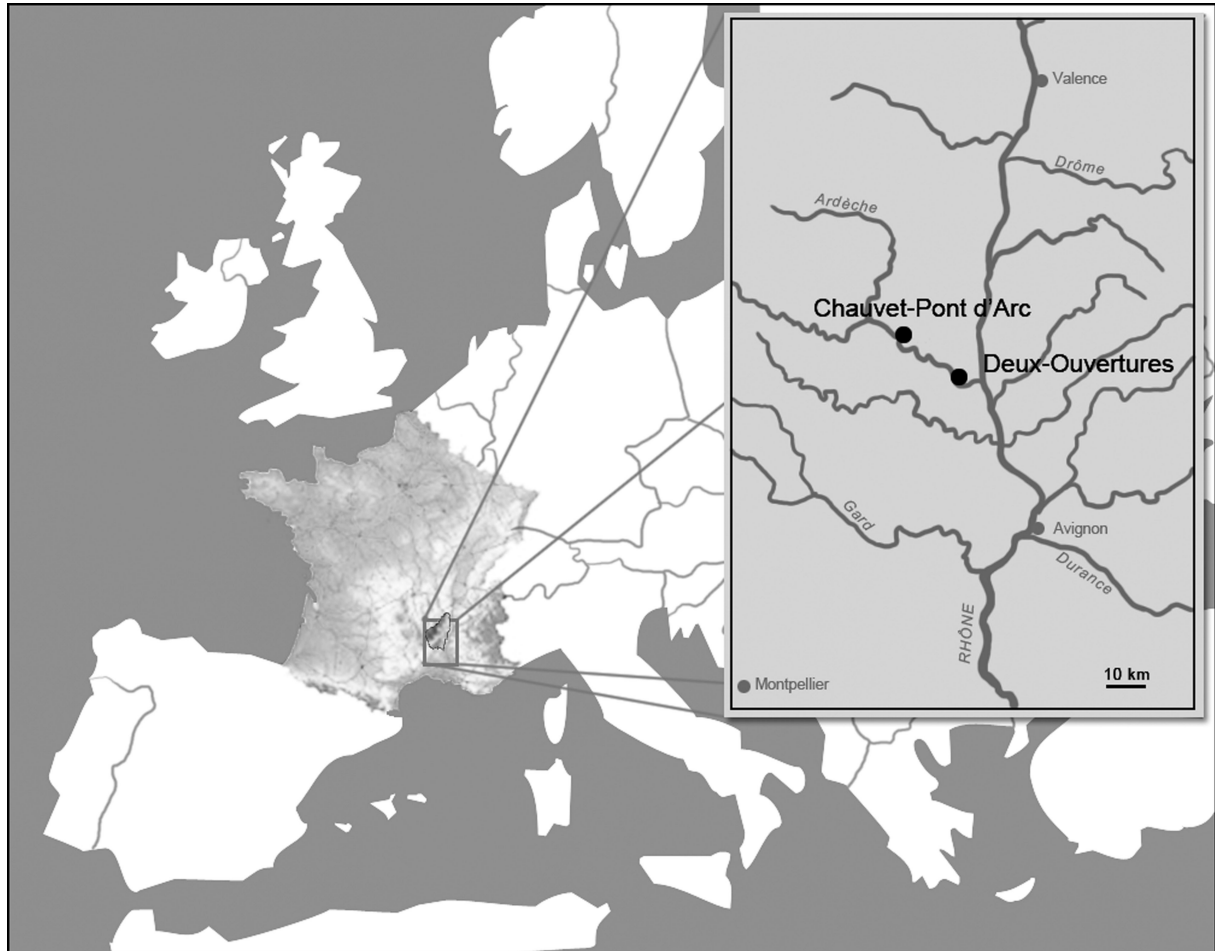 Valence
Drôme
Ardèche
Chauvet-Pont d'Arc
Deux-Ouvertures
Gard
Avignon
Durance
RHÔNE
10 km
Montpellier